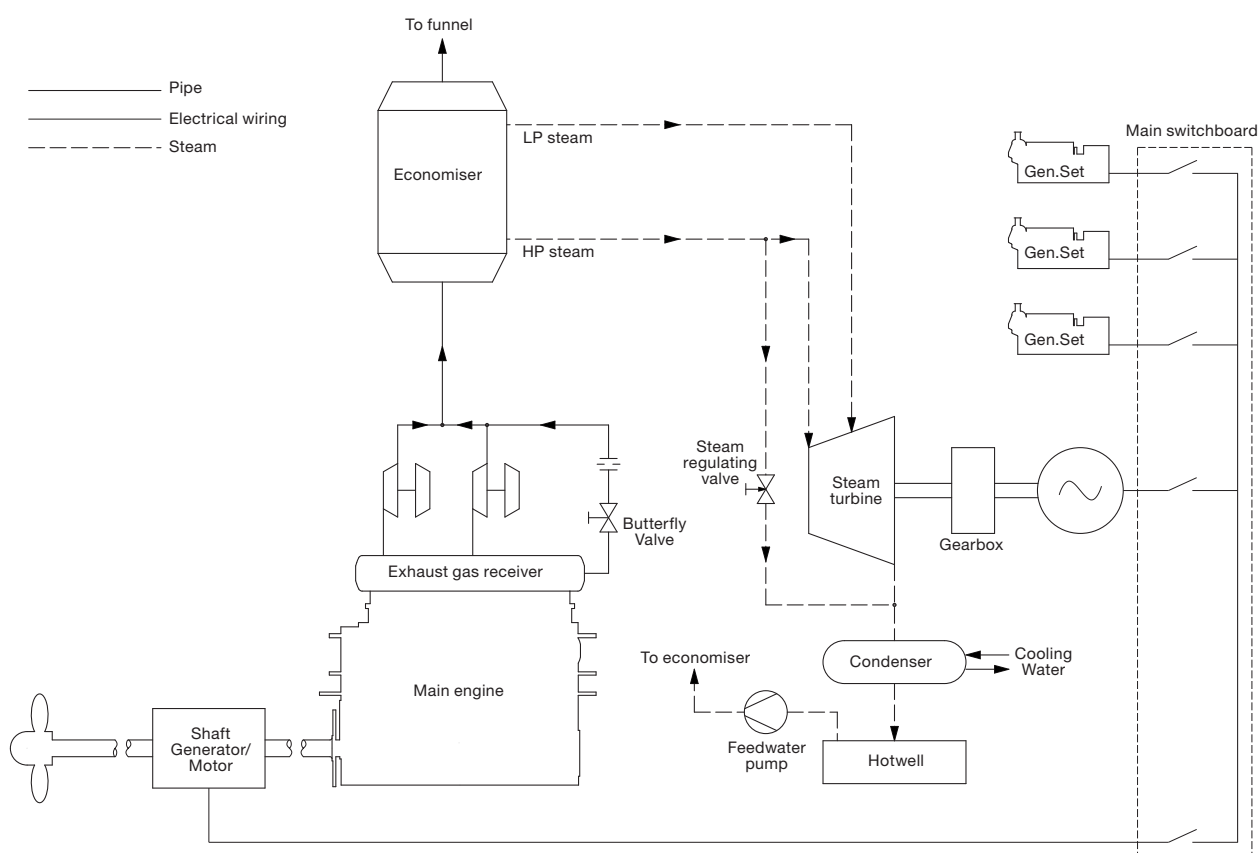 To funnel
Pipe
Electrical wiring
Steam
Main switchboard
LP steam
Gen.Set
Economiser
HP steam
Gen.Set
Gen.Set
Steam
regulating
valve
Steam
turbine
Butterfly
Valve
Gearbox
Exhaust gas receiver
To economiser
Condenser
Cooling
Water
Main engine
Shaft
Generator/
Motor
Feedwater
pump
Hotwell